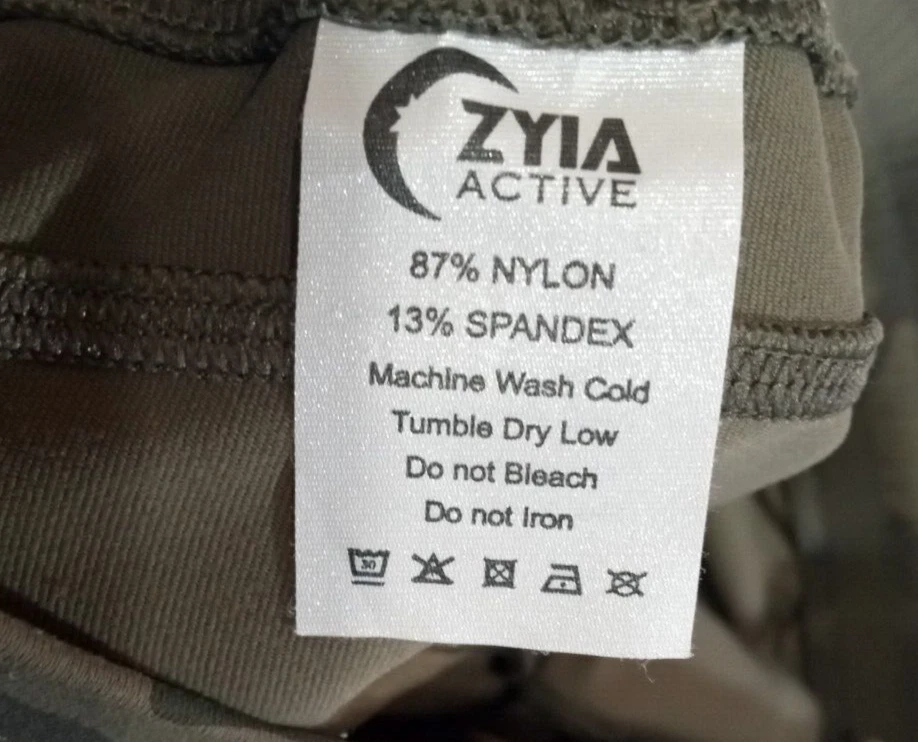 ZYIA
ACTIVE
87% NYLON
13% SPANDEX
Machine Wash Cold
Tumble Dry Low
Do not Bleach
Do not Iron
30